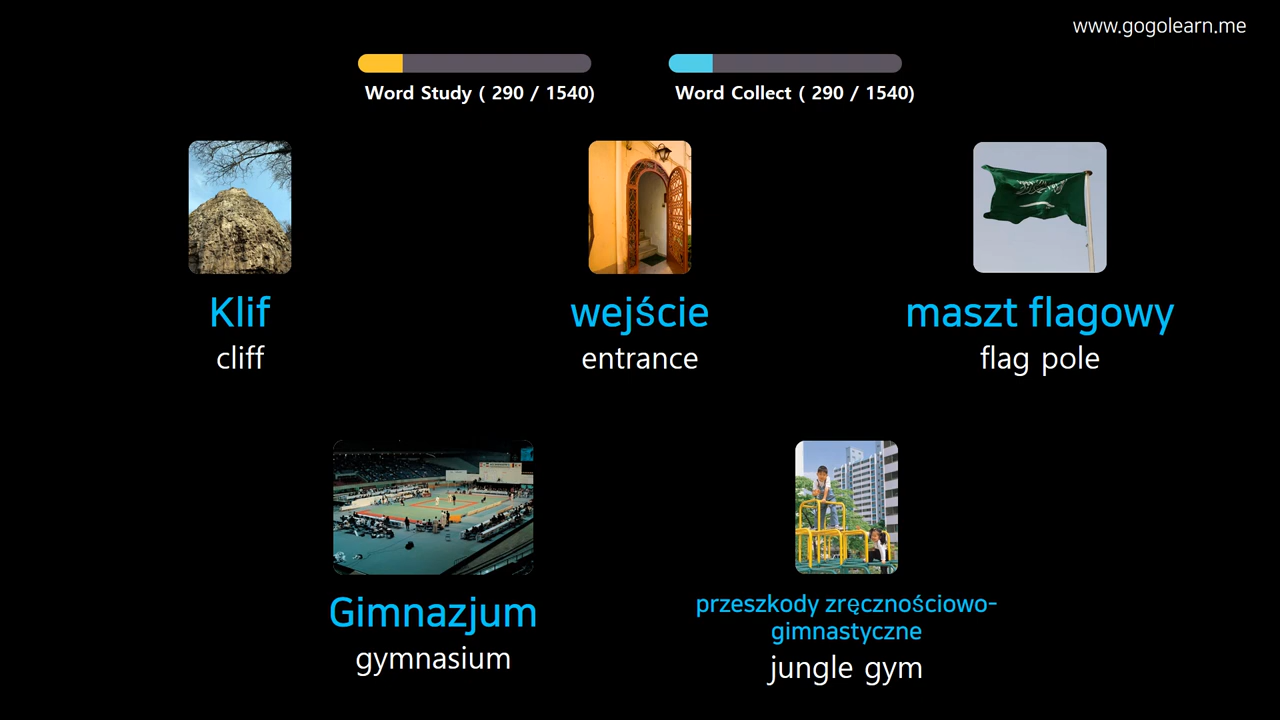 www.gogolearn.me
Word Study ( 290 / 1540)
Word Collect ( 290 / 1540)
Klif
cliff
wejście
entrance
maszt flagowy
flag pole
Gimnazjum
gymnasium
przeszkody zręcznościowo-
gimnastyczne
jungle gym